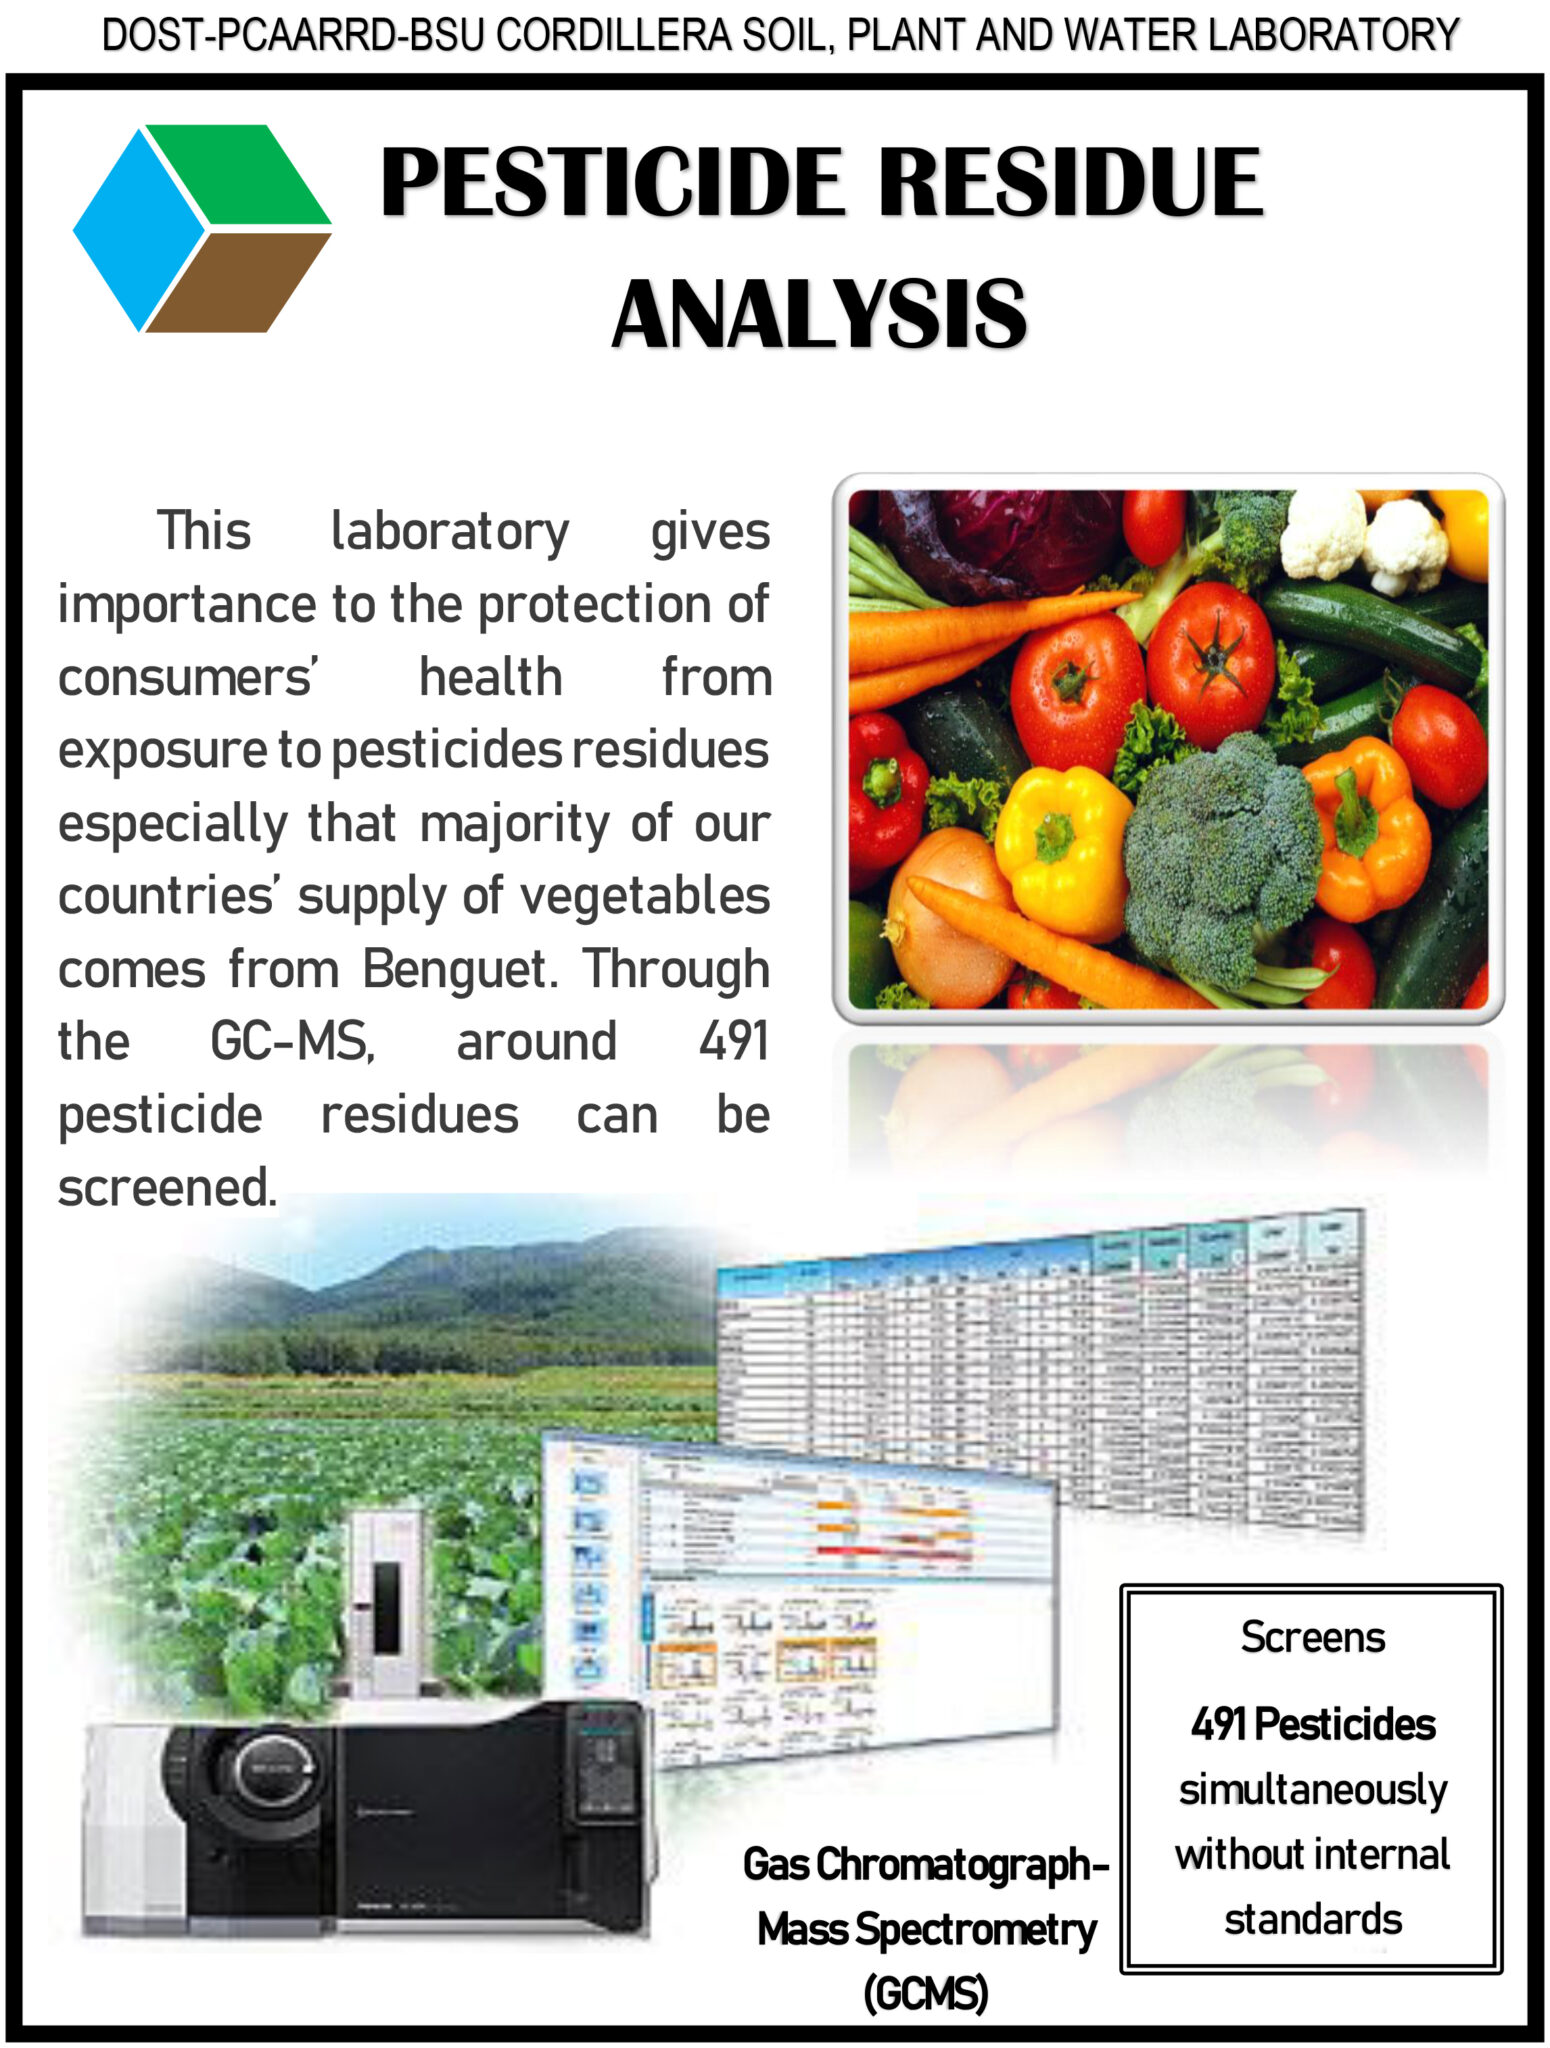 DOST-PCAARRD-BSU CORDILLERA SOIL, PLANT AND WATER LABORATORY
PESTICIDE RESIDUE
ANALYSIS
This laboratory gives
importance to the protection of
consumers’ health from
exposure to pesticides residues
especially that majority of our
countries’ supply of vegetables
comes from Benguet. Through
the GC-MS, around 491
pesticide residues can be
screened.
Screens
491 Pesticides
simultaneously
without internal
standards
Gas Chromatograph-
Mass Spectrometry
(GCMS)